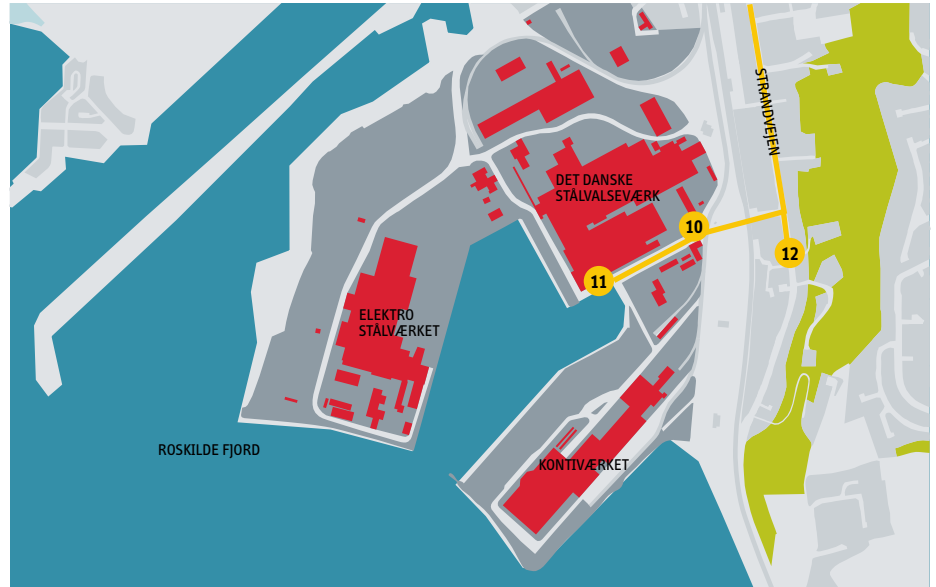 STRANDVEJEN
DET DANSKE
STÅLVALSEVÆRK
10
12
11
ELEKTRO
STÅLVÆRKET
ROSKILDE FJORD
KONTIVÆRKET